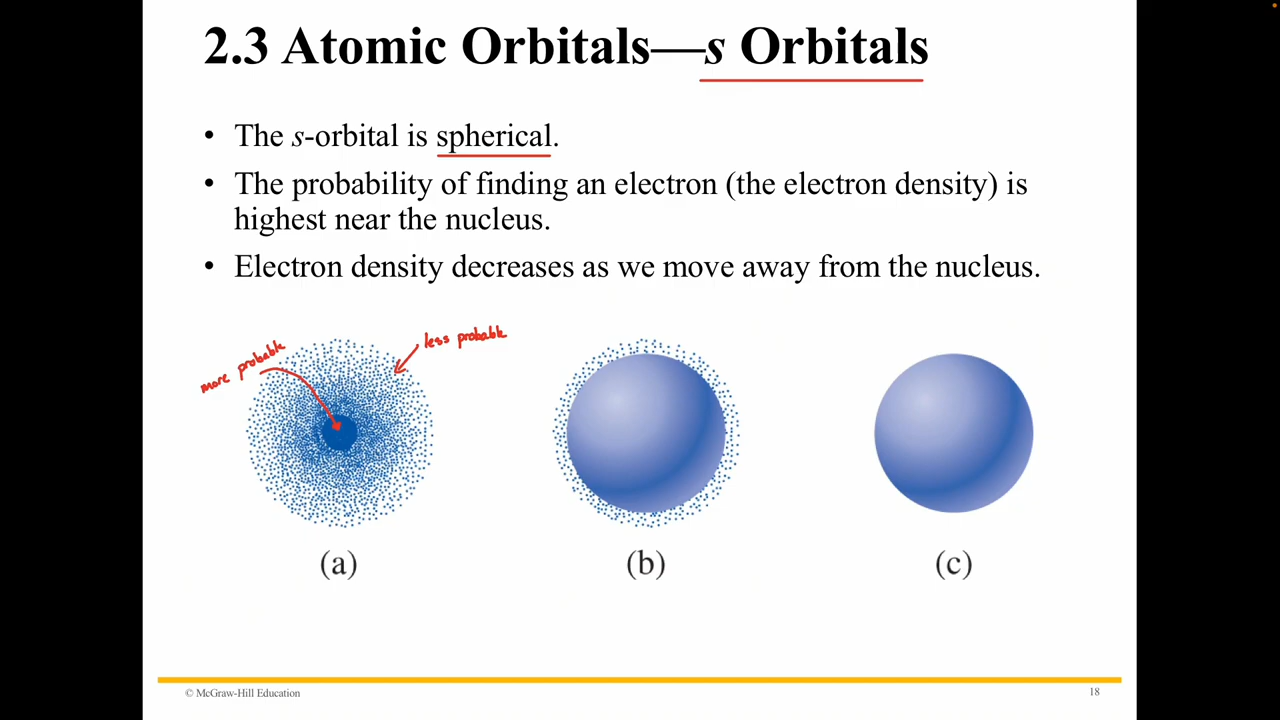 2.3 Atomic Orbitals—s Orbitals
• The s-orbital is spherical.
• The probability of finding an electron (the electron density) is
highest near the nucleus.
• Electron density decreases as we move away from the nucleus.
more probable
less probable
(a)
(b)
(c)
© McGraw-Hill Education
18